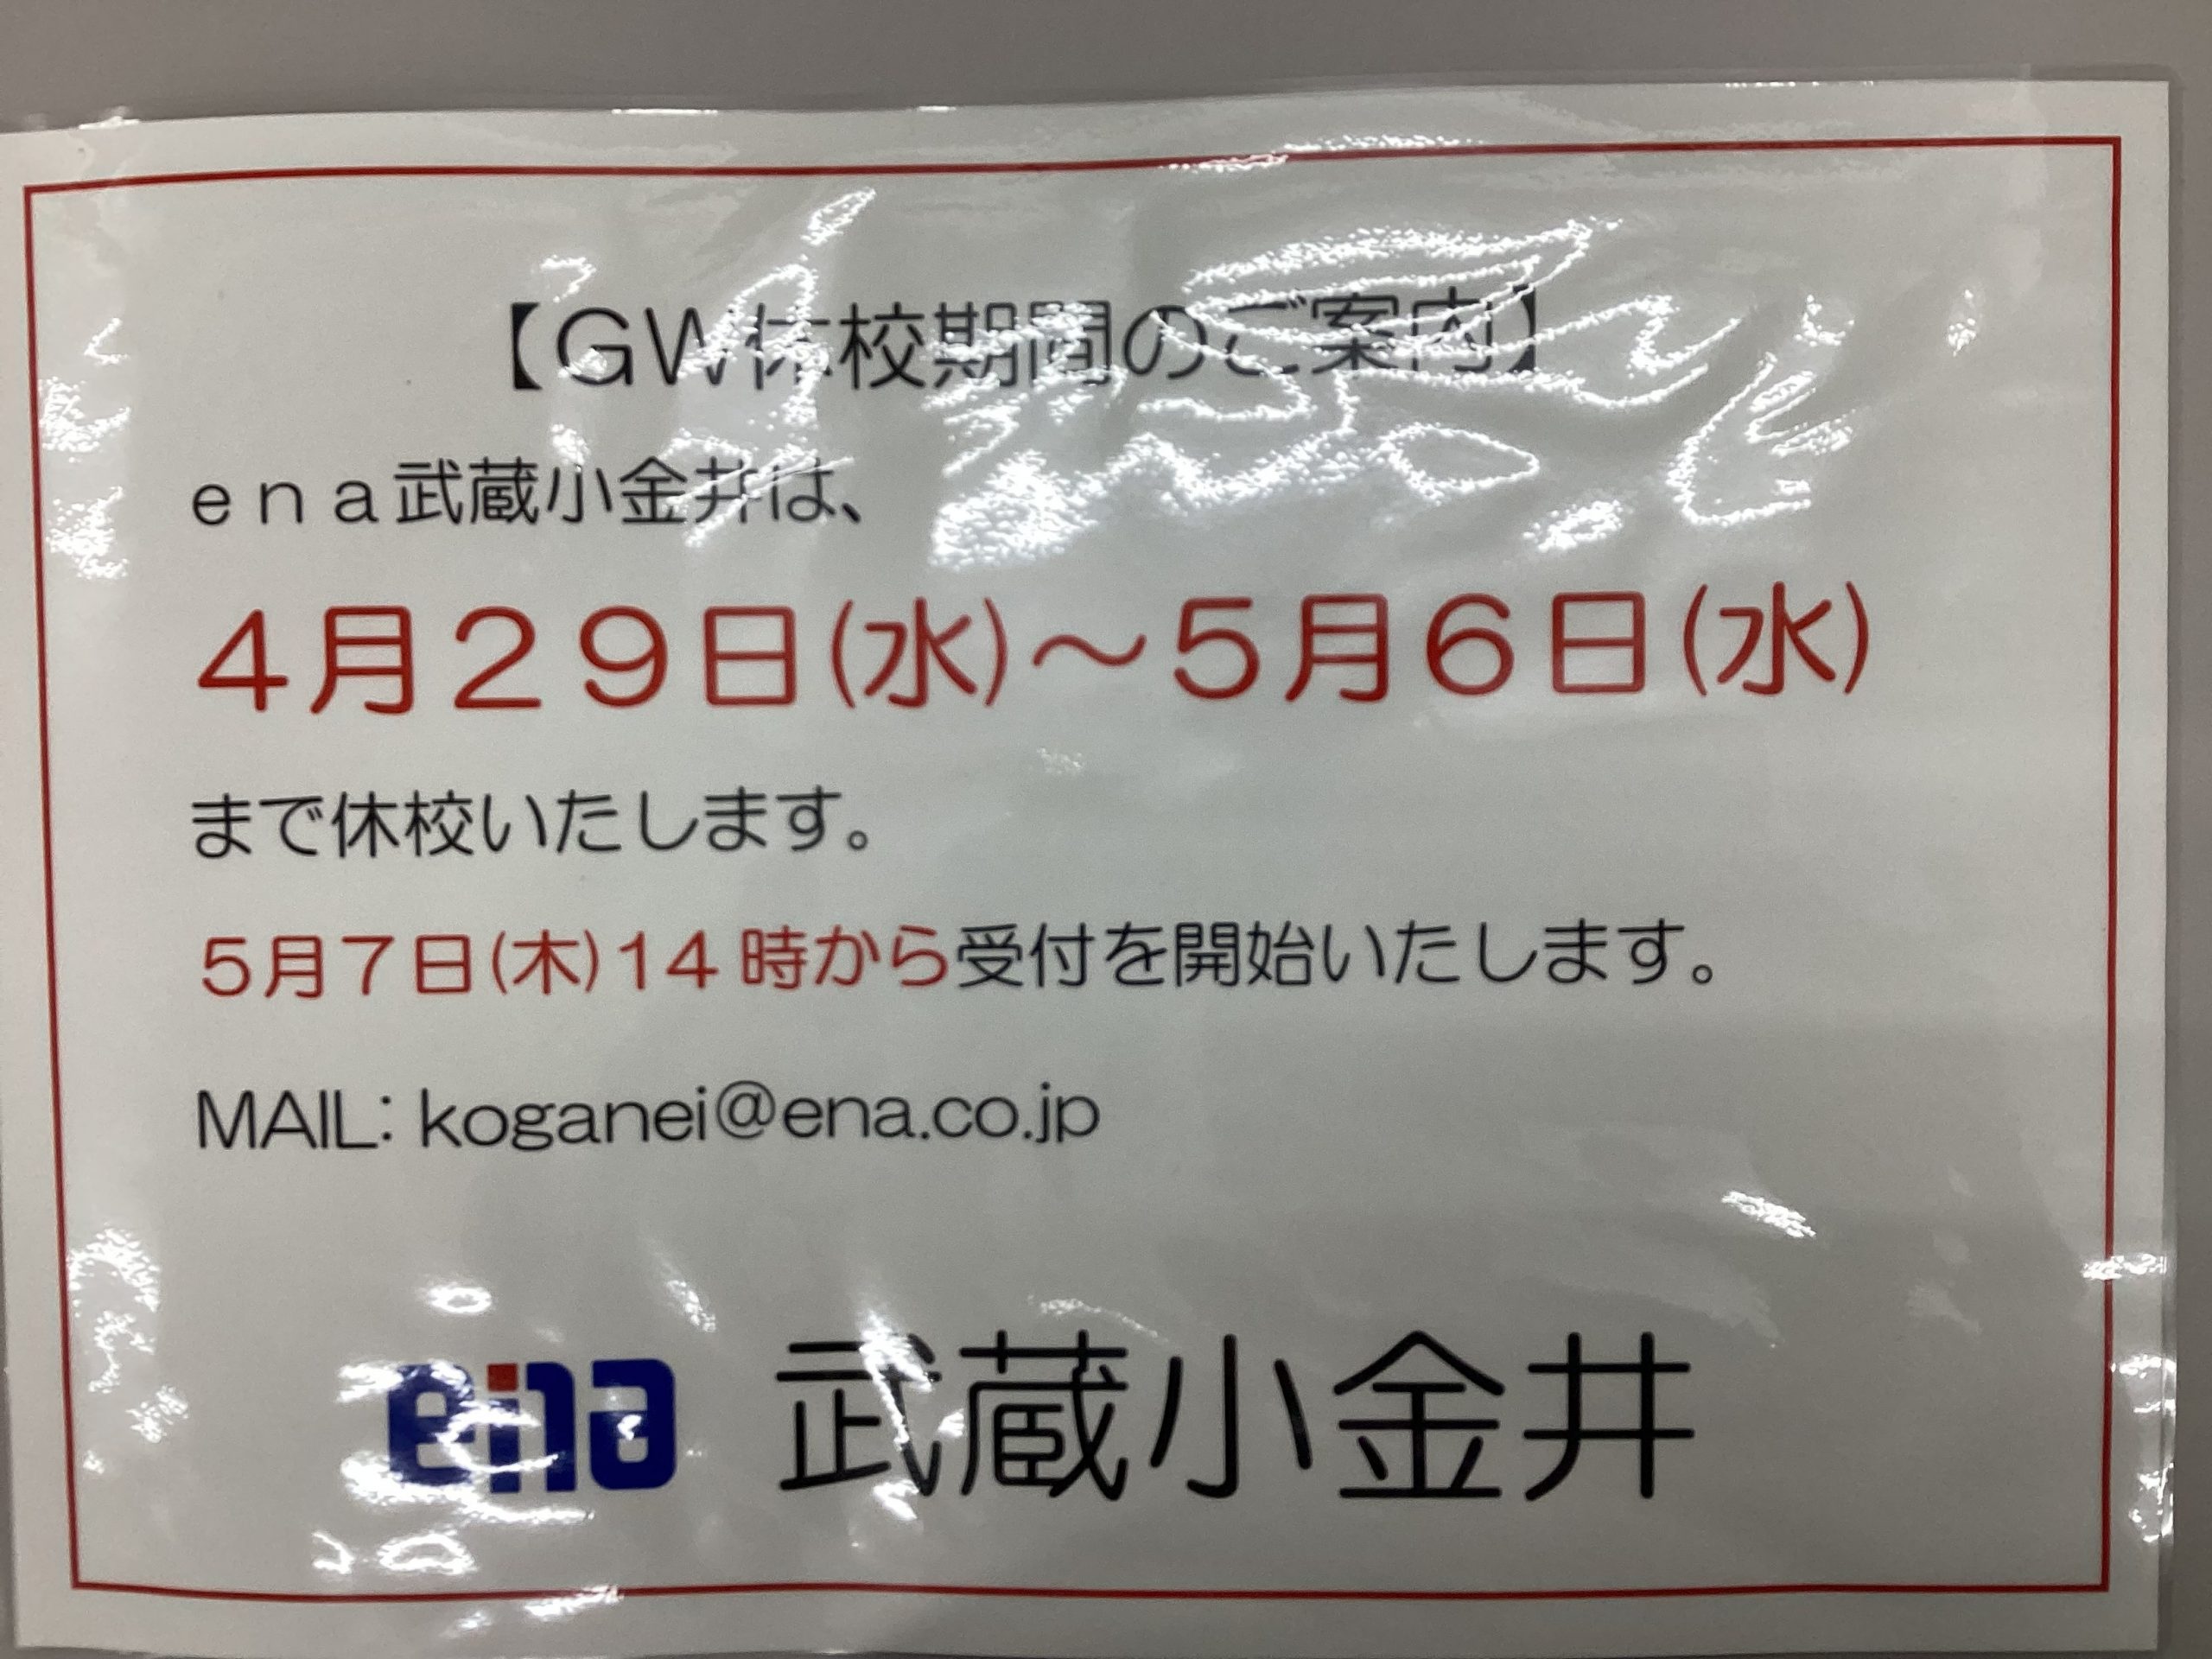 【GW休校期間のご案内】
ena武蔵小金井は、
4月29日(水)～5月6日(水)
まで休校いたします。
5月7日(木)14時から受付を開始いたします。
MAIL: koganei@ena.co.jp
ena 武蔵小金井